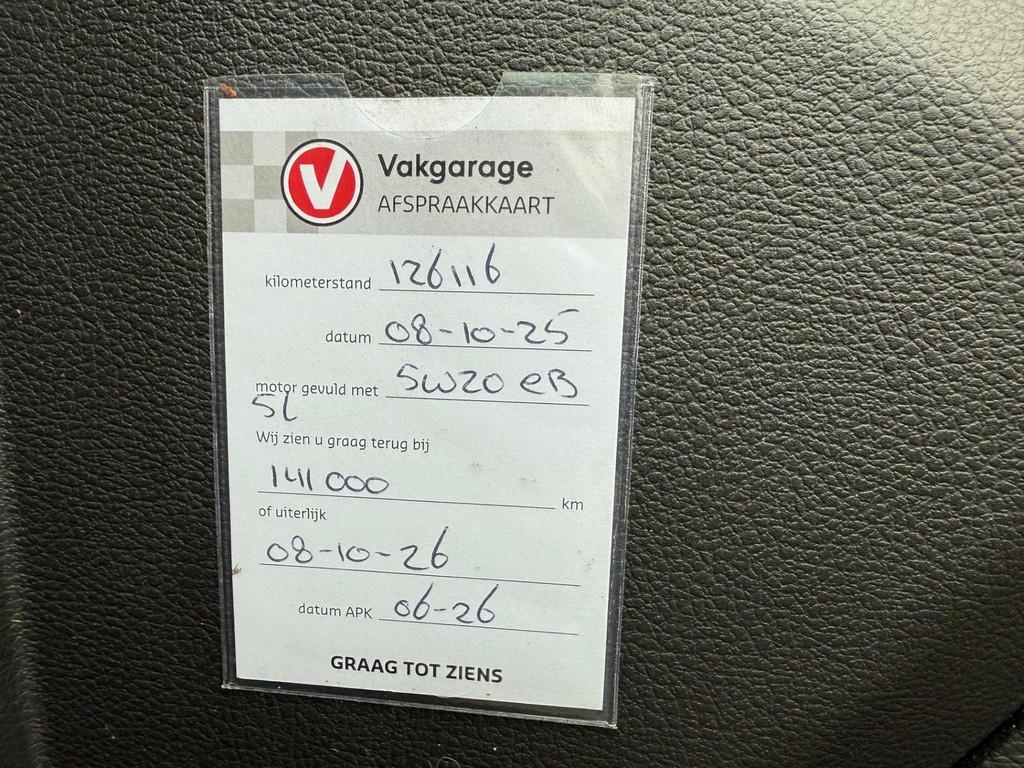 Vakgarage
AFSPRAAKKAART
kilometerstand 126116
datum 08-10-25
motor gevuld met 5W20 eB
5L
Wij zien u graag terug bij
141 000 km
of uiterlijk
08-10-26
datum APK 06-26
GRAAG TOT ZIENS